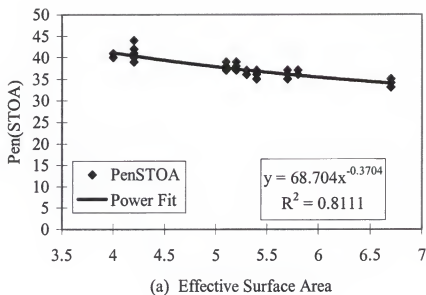 50
45
40
35
30
25
20
15
10
5
0
Pen(STOA)
PenSTOA
Power Fit
y = 68.704x^-0.3704
R² = 0.8111
3.5 4 4.5 5 5.5 6 6.5 7
(a) Effective Surface Area